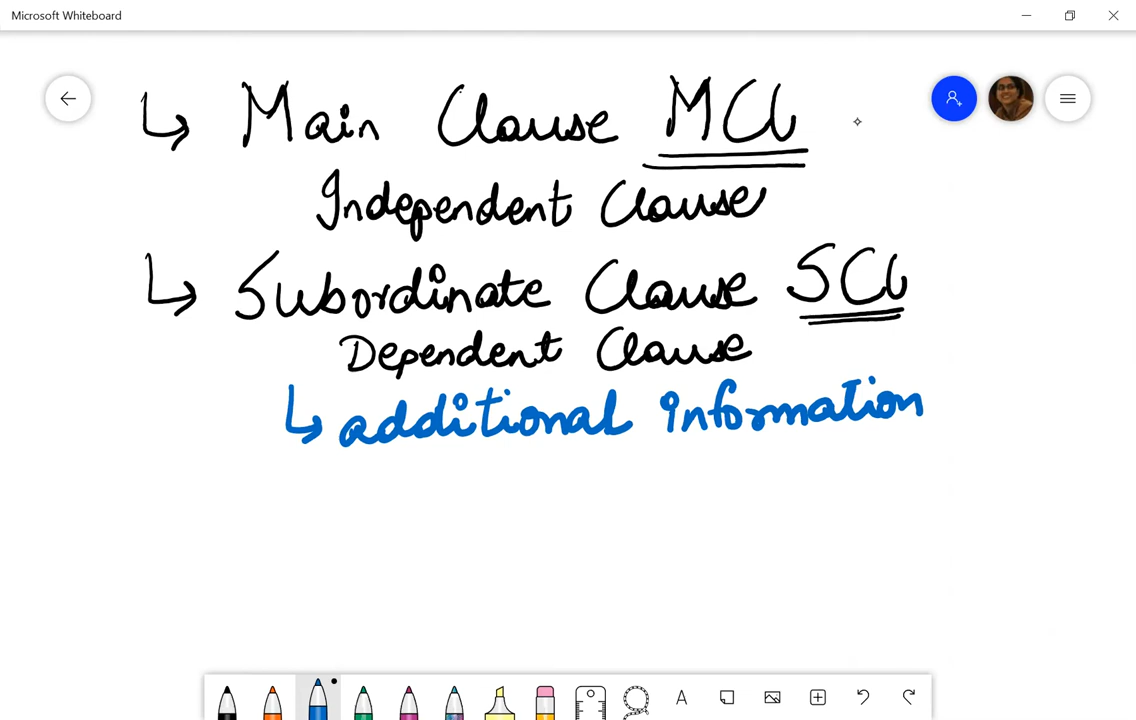 Microsoft Whiteboard
↳ Main Clause MCl
Independent Clause
↳ Subordinate Clause SCl
Dependent Clause
↳ additional information
A